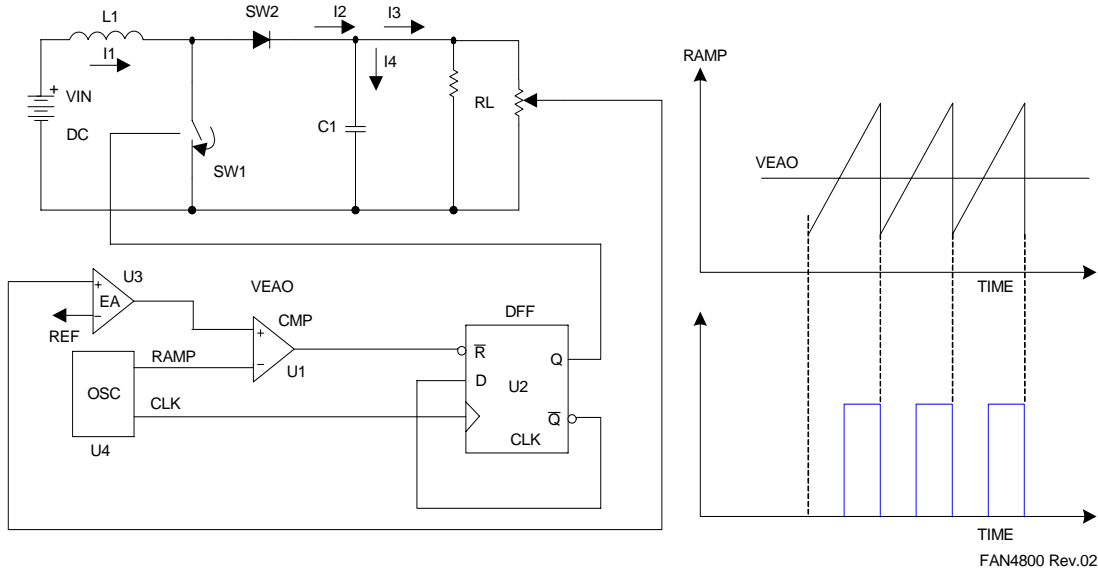 L1
SW2
I2
I3
I1
I4
+
VIN
DC
C1
RL
SW1
RAMP
VEAO
TIME
U3
+
EA
−
REF
VEAO
CMP
+
−
U1
RAMP
OSC
CLK
U4
DFF
R
Q
D
U2
Q
CLK
TIME
FAN4800 Rev.02